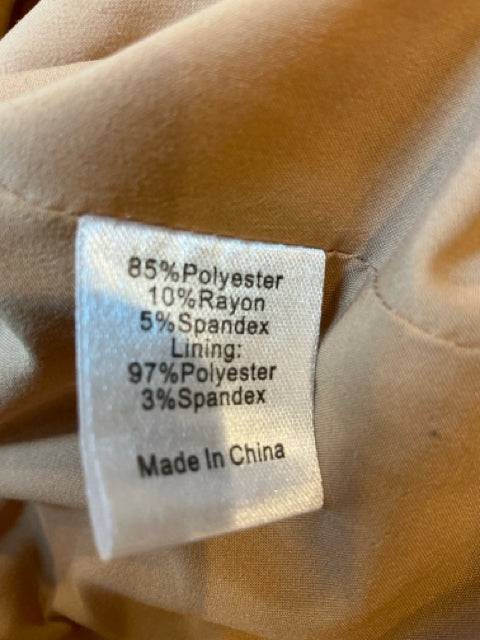 85%Polyester
10%Rayon
5%Spandex
Lining:
97%Polyester
3%Spandex
Made In China